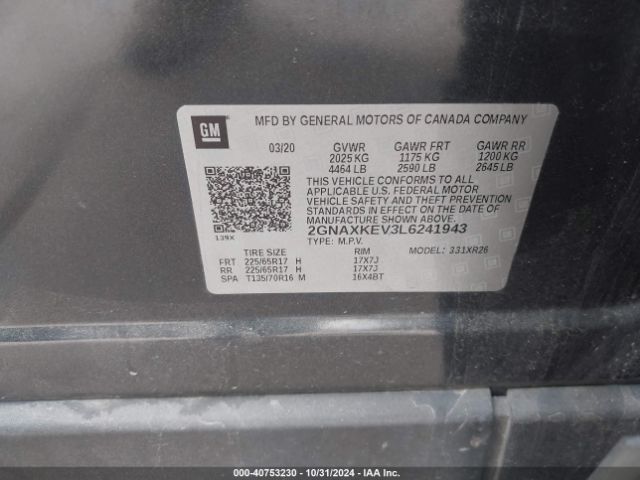 GM
MFD BY GENERAL MOTORS OF CANADA COMPANY
03/20 GVWR GAWR FRT GAWR RR
2025 KG 1175 KG 1200 KG
4464 LB 2590 LB 2645 LB
THIS VEHICLE CONFORMS TO ALL
APPLICABLE U.S. FEDERAL MOTOR
VEHICLE SAFETY AND THEFT PREVENTION
STANDARDS IN EFFECT ON THE DATE OF
MANUFACTURE SHOWN ABOVE.
2GNAXKEV3L6241943
139X
TYPE: M.P.V. MODEL: 331XR26
TIRE SIZE RIM
FRT 225/65R17 H 17X7J
RR 225/65R17 H 17X7J
SPA T135/70R16 M 16X4BT
000-40753230 - 10/31/2024 - IAA Inc.